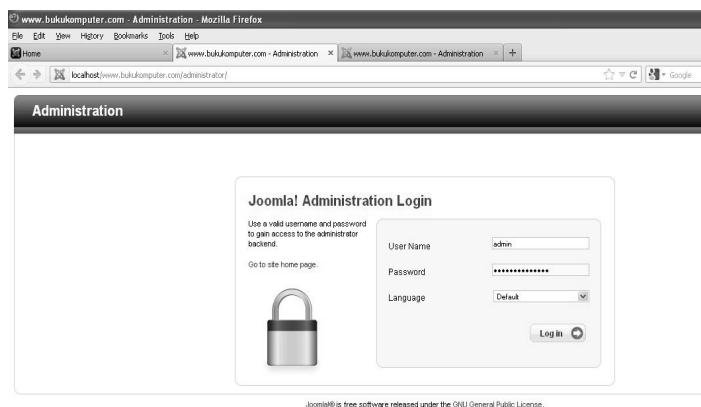 www.bukukomputer.com - Administration - Mozilla Firefox
File Edit View History Bookmarks Tools Help
Home × www.bukukomputer.com - Administration × www.bukukomputer.com - Administration × +
localhost/www.bukukomputer.com/administrator/ Google
Administration
Joomla! Administration Login
Use a valid username and password
to gain access to the administrator
backend.
Go to site home page.
User Name admin
Password ••••••••••••••
Language Default
Log in
Joomla!® is free software released under the GNU General Public License.